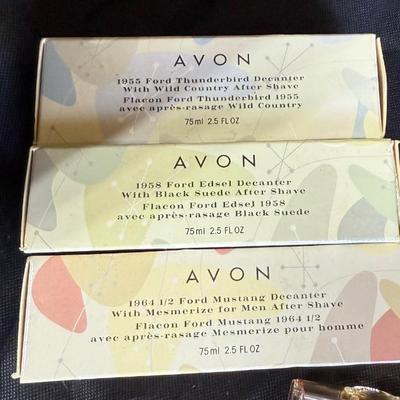 AVON
1955 Ford Thunderbird Decanter
With Wild Country After Shave
Flacon Ford Thunderbird 1955
avec après-rasage Wild Country
75ml 2.5 FL OZ
AVON
1958 Ford Edsel Decanter
With Black Suede After Shave
Flacon Ford Edsel 1958
avec après-rasage Black Suede
75ml 2.5 FL OZ
AVON
1964 1/2 Ford Mustang Decanter
With Mesmerize for Men After Shave
Flacon Ford Mustang 1964 1/2
avec après-rasage Mesmerize pour homme
75ml 2.5 FL OZ